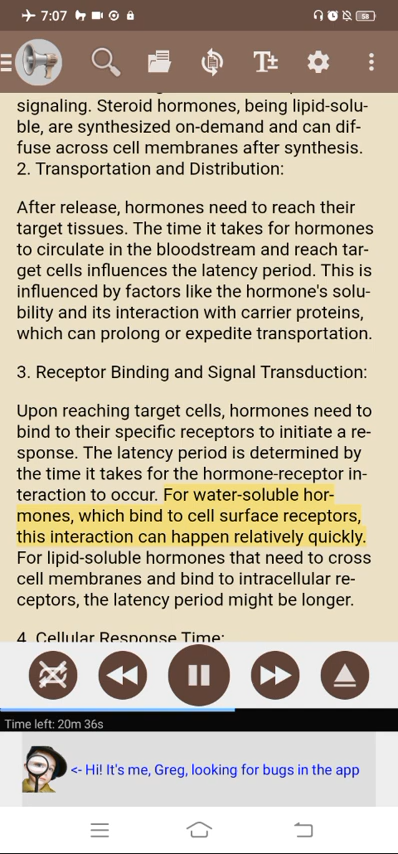 7:07
58
T±
signaling. Steroid hormones, being lipid-solu-
ble, are synthesized on-demand and can dif-
fuse across cell membranes after synthesis.
2. Transportation and Distribution:
After release, hormones need to reach their
target tissues. The time it takes for hormones
to circulate in the bloodstream and reach tar-
get cells influences the latency period. This is
influenced by factors like the hormone's solu-
bility and its interaction with carrier proteins,
which can prolong or expedite transportation.
3. Receptor Binding and Signal Transduction:
Upon reaching target cells, hormones need to
bind to their specific receptors to initiate a re-
sponse. The latency period is determined by
the time it takes for the hormone-receptor in-
teraction to occur. For water-soluble hor-
mones, which bind to cell surface receptors,
this interaction can happen relatively quickly.
For lipid-soluble hormones that need to cross
cell membranes and bind to intracellular re-
ceptors, the latency period might be longer.
4. Cellular Response Time:
Time left: 20m 36s
<- Hi! It's me, Greg, looking for bugs in the app